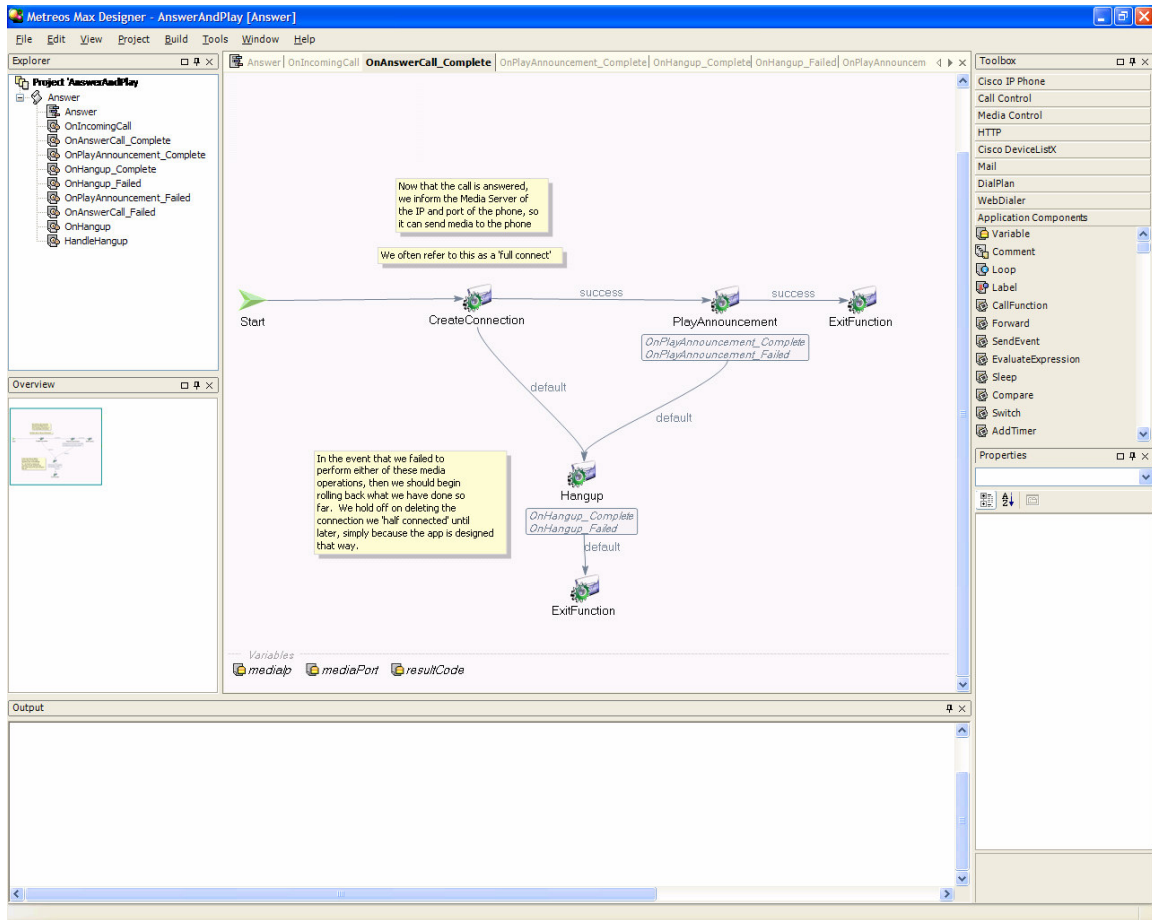 Metreos Max Designer - AnswerAndPlay [Answer]
File Edit View Project Build Tools Window Help
Explorer
Project 'AnswerAndPlay
Answer
Answer
OnIncomingCall
OnAnswerCall_Complete
OnPlayAnnouncement_Complete
OnHangup_Complete
OnHangup_Failed
OnPlayAnnouncement_Failed
OnAnswerCall_Failed
OnHangup
HandleHangup
Overview
Answer OnIncomingCall OnAnswerCall_Complete OnPlayAnnouncement_Complete OnHangup_Complete OnHangup_Failed OnPlayAnnouncem
Now that the call is answered,
we inform the Media Server of
the IP and port of the phone, so
it can send media to the phone
We often refer to this as a 'full connect'
Start
CreateConnection
success
PlayAnnouncement
success
ExitFunction
OnPlayAnnouncement_Complete
OnPlayAnnouncement_Failed
default
default
In the event that we failed to
perform either of these media
operations, then we should begin
rolling back what we have done so
far. We hold off on deleting the
connection we 'half connected' until
later, simply because the app is designed
that way.
Hangup
OnHangup_Complete
OnHangup_Failed
default
ExitFunction
Variables
mediaIp mediaPort resultCode
Toolbox
Cisco IP Phone
Call Control
Media Control
HTTP
Cisco DeviceListX
Mail
DialPlan
WebDialer
Application Components
Variable
Comment
Loop
Label
CallFunction
Forward
SendEvent
EvaluateExpression
Sleep
Compare
Switch
AddTimer
Properties
Output